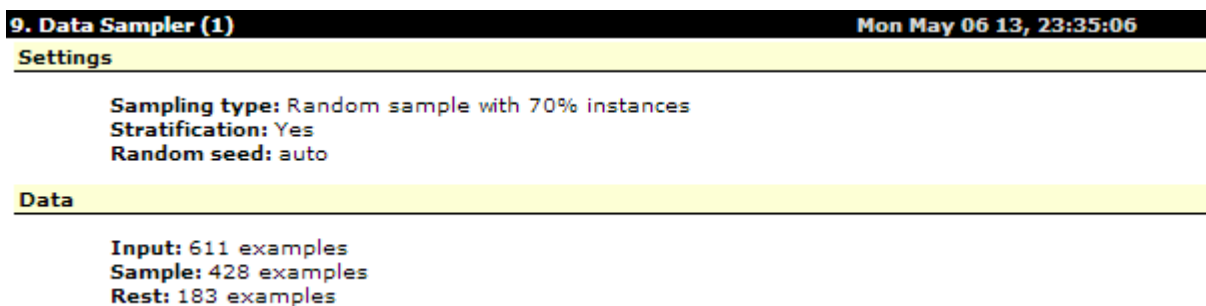 9. Data Sampler (1) Mon May 06 13, 23:35:06
Settings
Sampling type: Random sample with 70% instances
Stratification: Yes
Random seed: auto
Data
Input: 611 examples
Sample: 428 examples
Rest: 183 examples